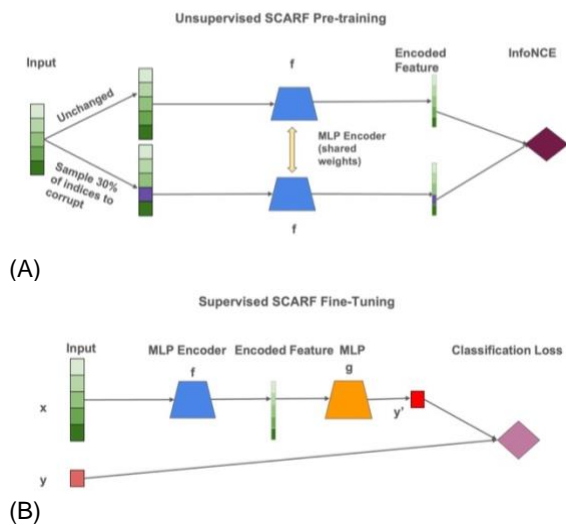 Unsupervised SCARF Pre-training
Input
f
Encoded
Feature
InfoNCE
Unchanged
MLP Encoder
(shared
weights)
Sample 30%
of indices to
corrupt
f
(A)
Supervised SCARF Fine-Tuning
Input
MLP Encoder
Encoded Feature
MLP
Classification Loss
f
g
x
y'
y
(B)